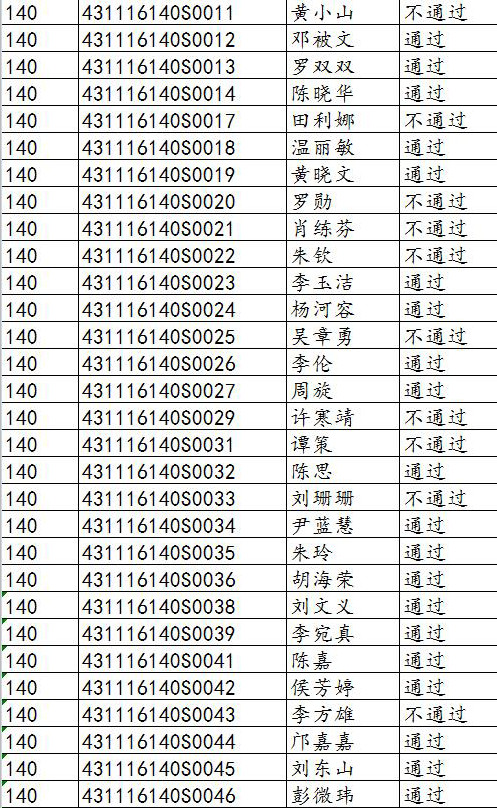 140 431116140S0011 黄小山 不通过
140 431116140S0012 邓被文 通过
140 431116140S0013 罗双双 通过
140 431116140S0014 陈晓华 通过
140 431116140S0017 田利娜 不通过
140 431116140S0018 温丽敏 通过
140 431116140S0019 黄晓文 通过
140 431116140S0020 罗勋 不通过
140 431116140S0021 肖练芬 不通过
140 431116140S0022 朱钦 不通过
140 431116140S0023 李玉洁 通过
140 431116140S0024 杨河容 通过
140 431116140S0025 吴章勇 不通过
140 431116140S0026 李伦 通过
140 431116140S0027 周旋 通过
140 431116140S0029 许寒靖 不通过
140 431116140S0031 谭策 不通过
140 431116140S0032 陈思 通过
140 431116140S0033 刘珊珊 不通过
140 431116140S0034 尹蓝慧 通过
140 431116140S0035 朱玲 通过
140 431116140S0036 胡海荣 通过
140 431116140S0038 刘文义 通过
140 431116140S0039 李宛真 通过
140 431116140S0041 陈嘉 通过
140 431116140S0042 侯芳婷 通过
140 431116140S0043 李方雄 不通过
140 431116140S0044 邝嘉嘉 通过
140 431116140S0045 刘东山 通过
140 431116140S0046 彭微玮 通过